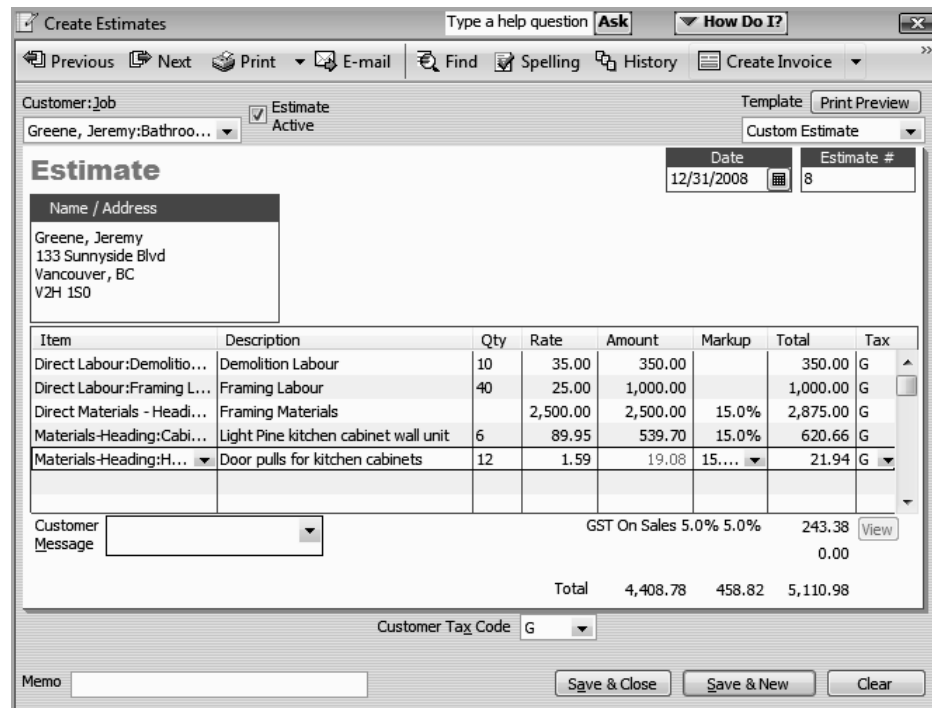 Create Estimates Type a help question Ask How Do I?
Previous Next Print E-mail Find Spelling History Create Invoice
Customer:Job Estimate Active Template Print Preview
Greene, Jeremy:Bathroo... Custom Estimate
Estimate Date Estimate #
12/31/2008 8
Name / Address
Greene, Jeremy
133 Sunnyside Blvd
Vancouver, BC
V2H 1S0
Item Description Qty Rate Amount Markup Total Tax
Direct Labour:Demolitio... Demolition Labour 10 35.00 350.00 350.00 G
Direct Labour:Framing L... Framing Labour 40 25.00 1,000.00 1,000.00 G
Direct Materials - Headi... Framing Materials 2,500.00 2,500.00 15.0% 2,875.00 G
Materials-Heading:Cabi... Light Pine kitchen cabinet wall unit 6 89.95 539.70 15.0% 620.66 G
Materials-Heading:H... Door pulls for kitchen cabinets 12 1.59 19.08 15.... 21.94 G
Customer Message GST On Sales 5.0% 5.0% 243.38 View
0.00
Total 4,408.78 458.82 5,110.98
Customer Tax Code G
Memo Save & Close Save & New Clear